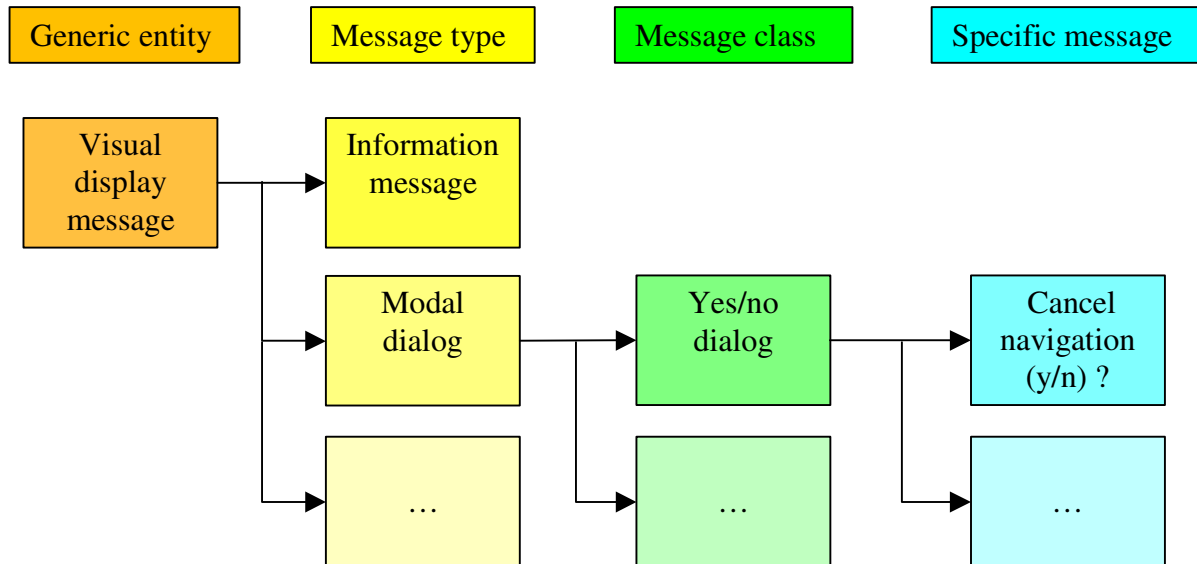 Generic entity
Message type
Message class
Specific message
Visual
display
message
Information
message
Modal
dialog
Yes/no
dialog
Cancel
navigation
(y/n) ?
…
…
…